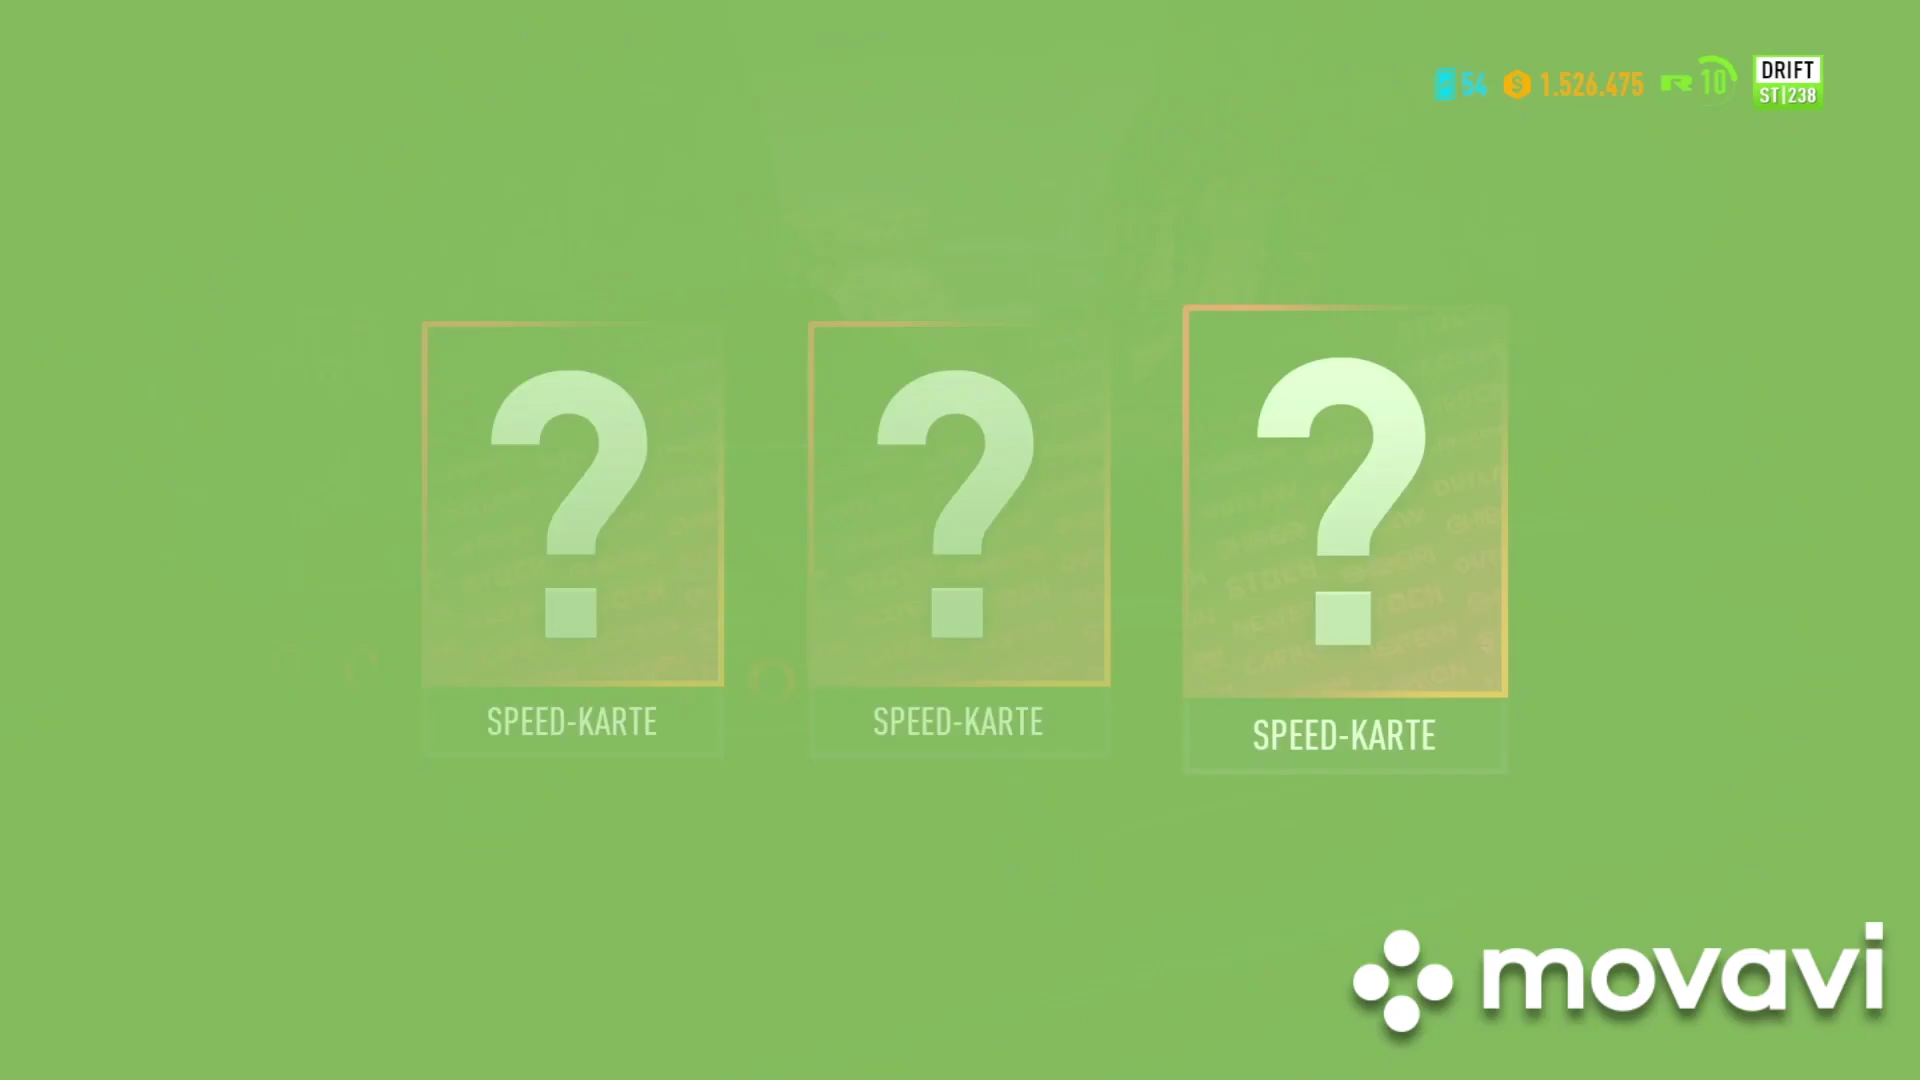 54 1.526.475 R 10 DRIFT
ST|238
? ? ?
SPEED-KARTE SPEED-KARTE SPEED-KARTE
movavi